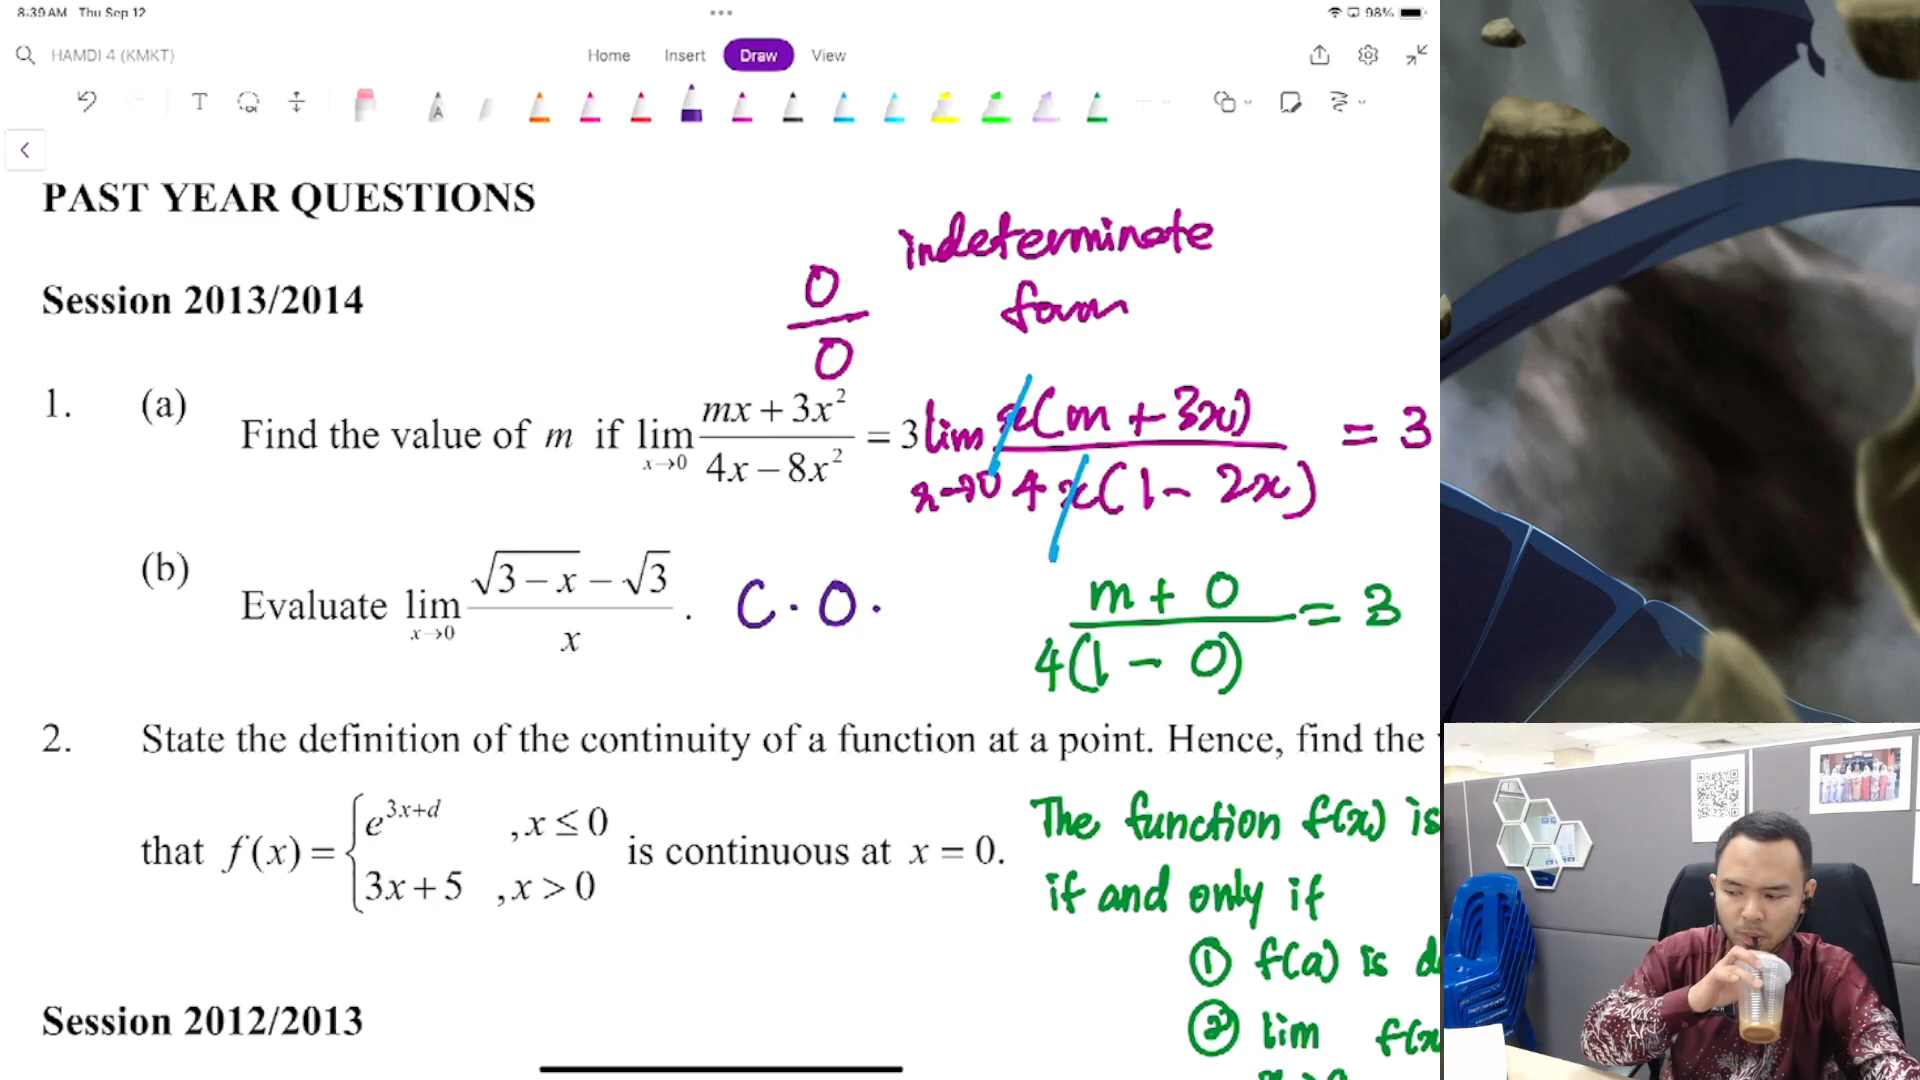 8:39 AM Thu Sep 12
98%
HAMDI 4 (KMKT)
Home Insert Draw View
PAST YEAR QUESTIONS
indeterminate
form
Session 2013/2014
0/0
1. (a) Find the value of m if lim x→0 (mx + 3x²)/(4x − 8x²) = 3
lim x→0 x(m + 3x)/4x(1 − 2x) = 3
(b) Evaluate lim x→0 (√(3 − x) − √3)/x . C.O.
(m + 0)/4(1 − 0) = 3
2. State the definition of the continuity of a function at a point. Hence, find the
that f(x) = { e^(3x+d) , x ≤ 0
3x + 5 , x > 0 is continuous at x = 0.
The function f(x) is
if and only if
① f(a) is
② lim f(x
Session 2012/2013